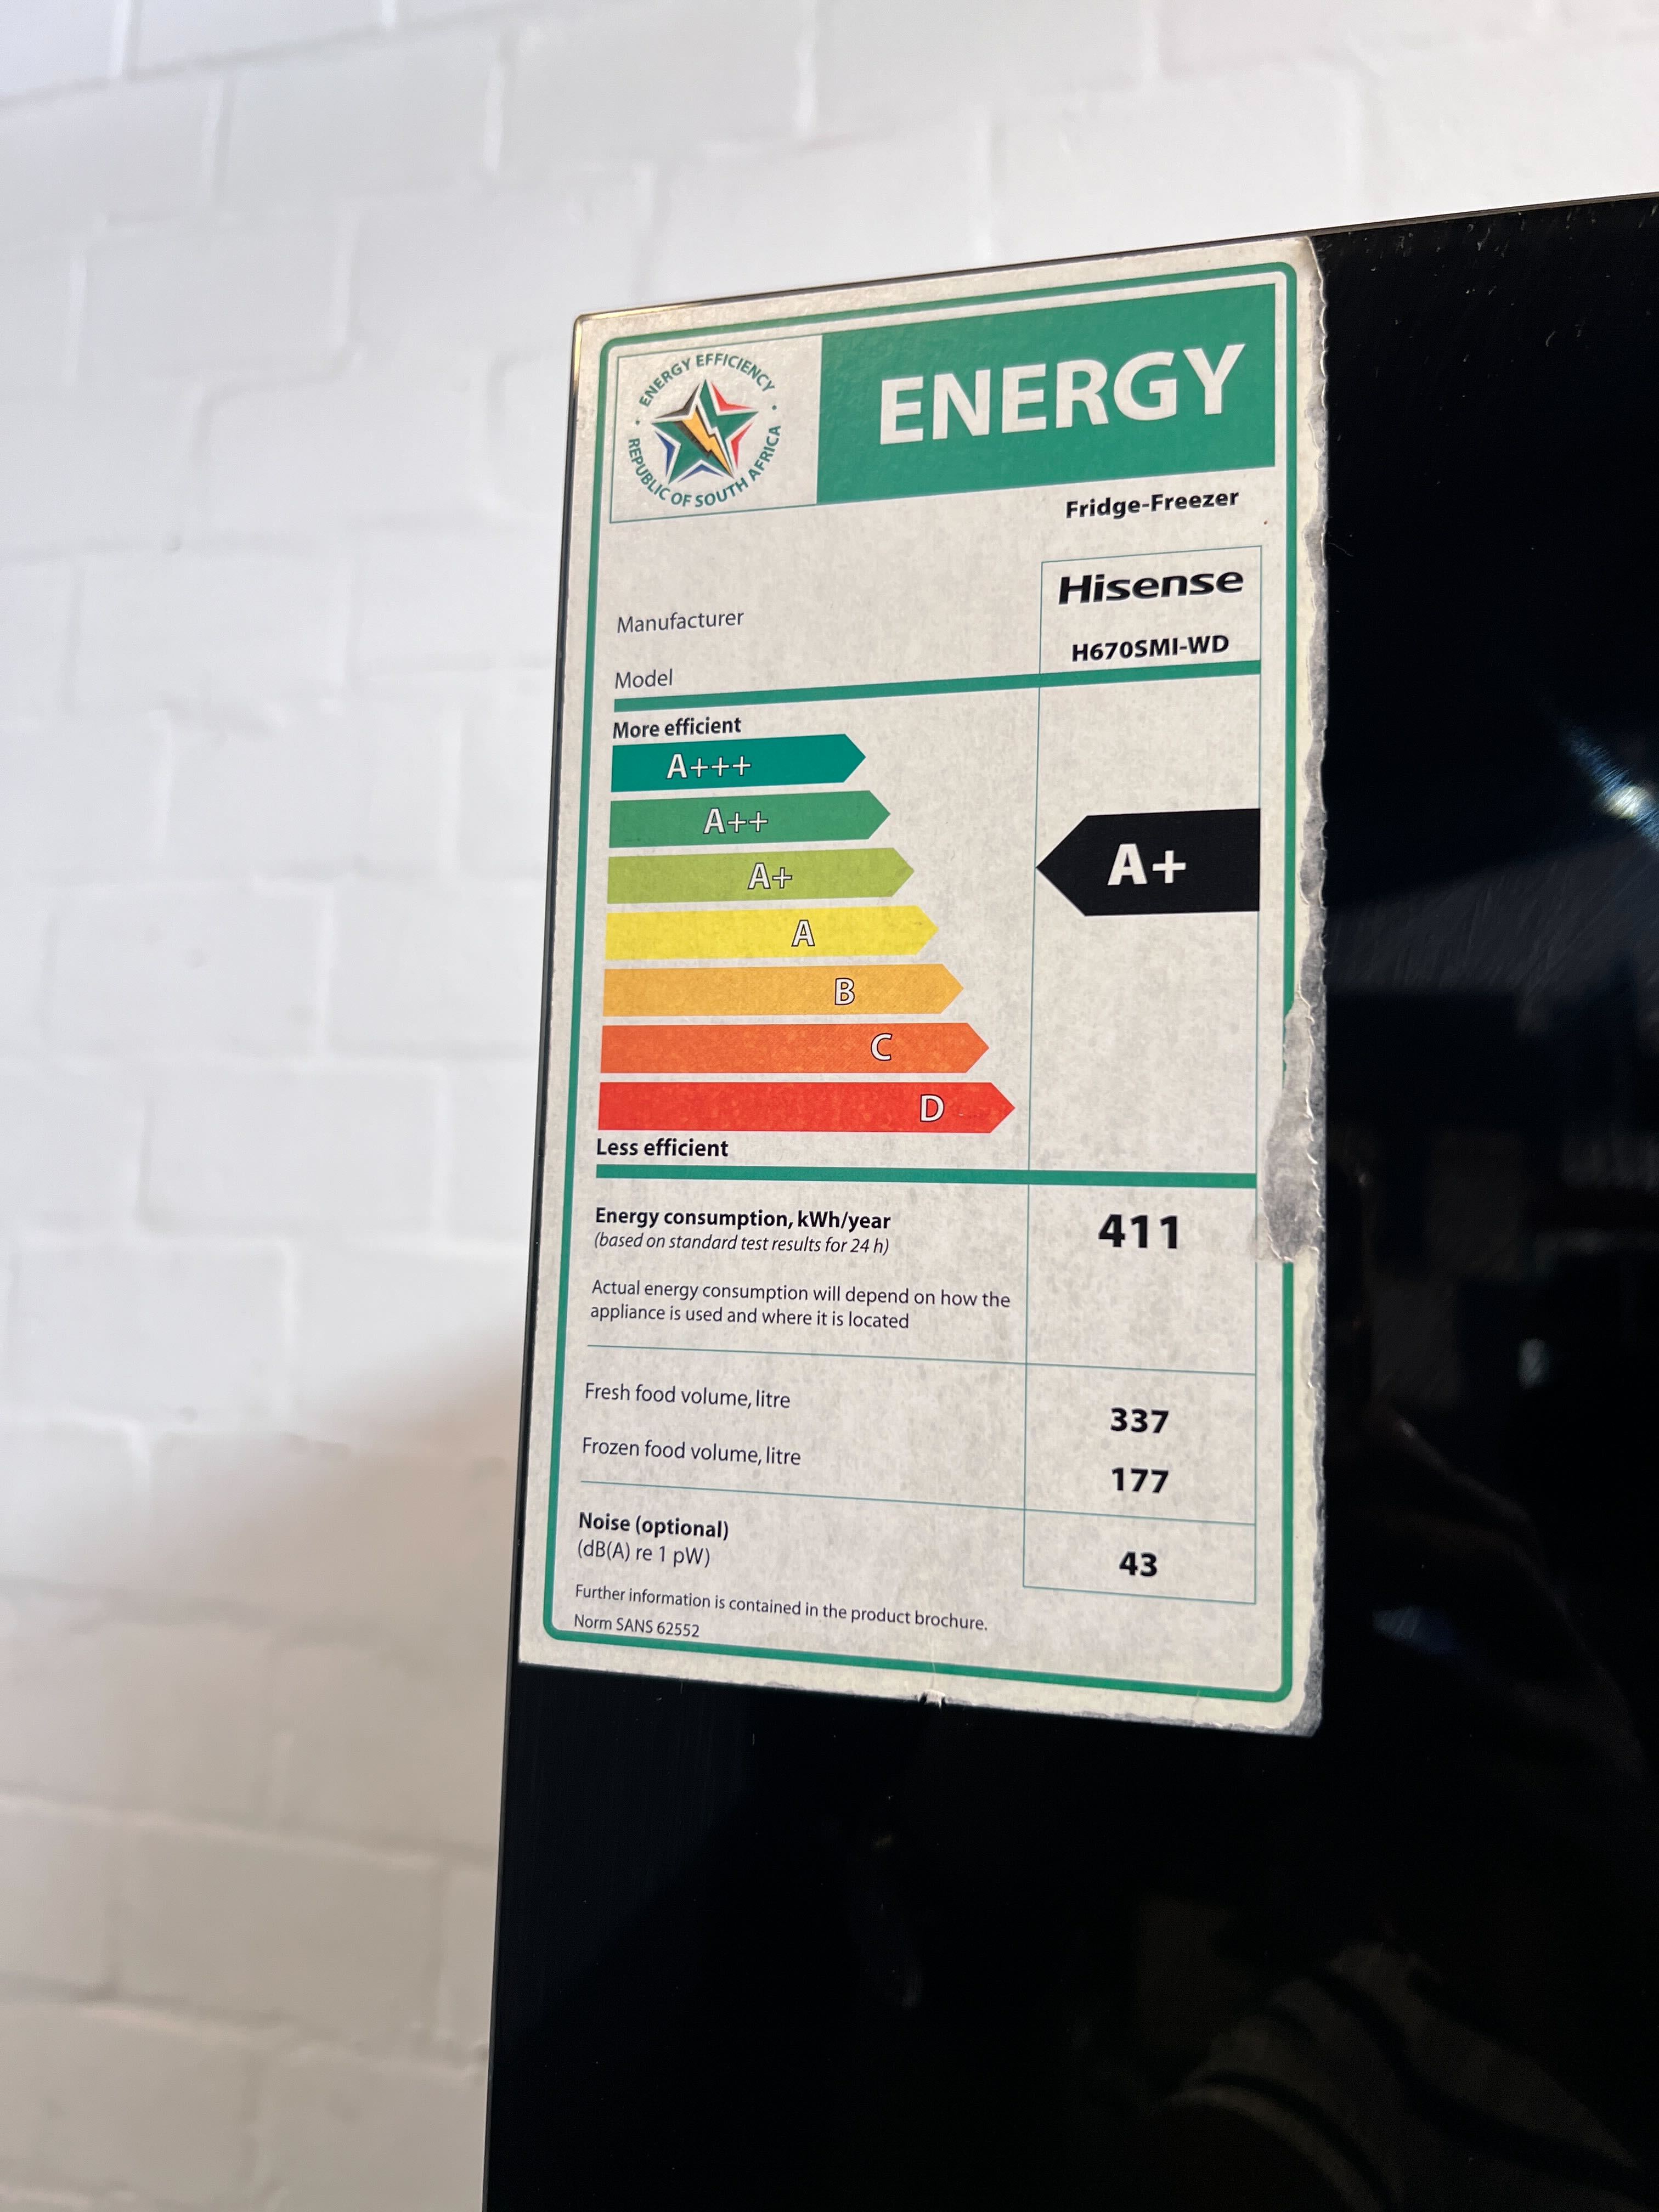 ENERGY EFFICIENCY
REPUBLIC OF SOUTH AFRICA
ENERGY
Fridge-Freezer
Manufacturer
Hisense
Model
H670SMI-WD
More efficient
A+++
A++
A+
A+
A
B
C
D
Less efficient
Energy consumption, kWh/year
411
(based on standard test results for 24 h)
Actual energy consumption will depend on how the
appliance is used and where it is located
Fresh food volume, litre
337
Frozen food volume, litre
177
Noise (optional)
(dB(A) re 1 pW)
43
Further information is contained in the product brochure.
Norm SANS 62552